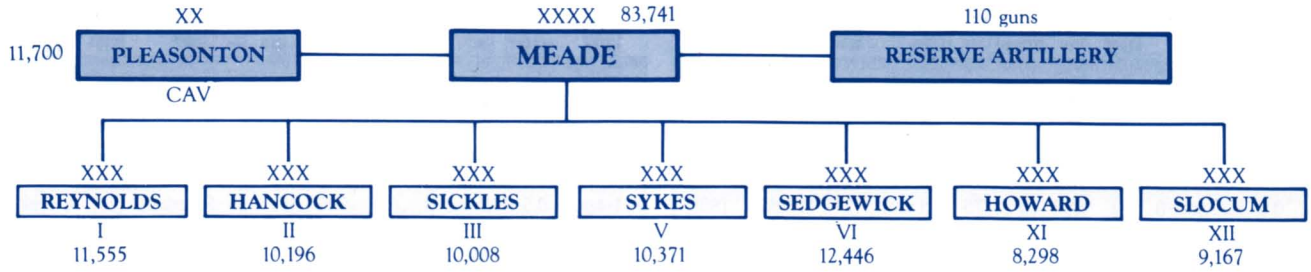 XX
XXXX 83,741
110 guns
11,700
PLEASONTON
MEADE
RESERVE ARTILLERY
CAV
XXX XXX XXX XXX XXX XXX XXX
REYNOLDS HANCOCK SICKLES SYKES SEDGEWICK HOWARD SLOCUM
I II III V VI XI XII
11,555 10,196 10,008 10,371 12,446 8,298 9,167